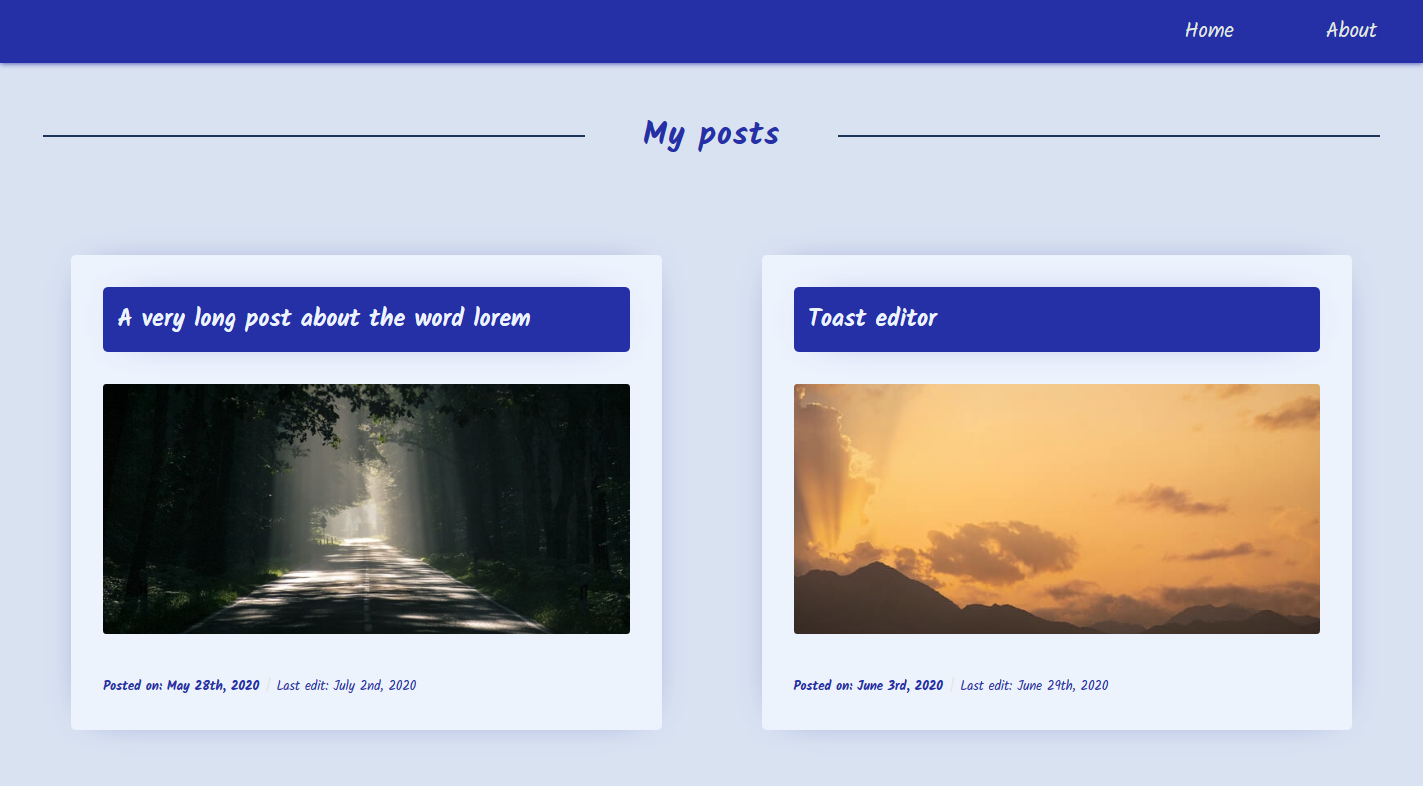 Home About
My posts
A very long post about the word lorem
Toast editor
Posted on: May 28th, 2020 | Last edit: July 2nd, 2020
Posted on: June 3rd, 2020 | Last edit: June 29th, 2020